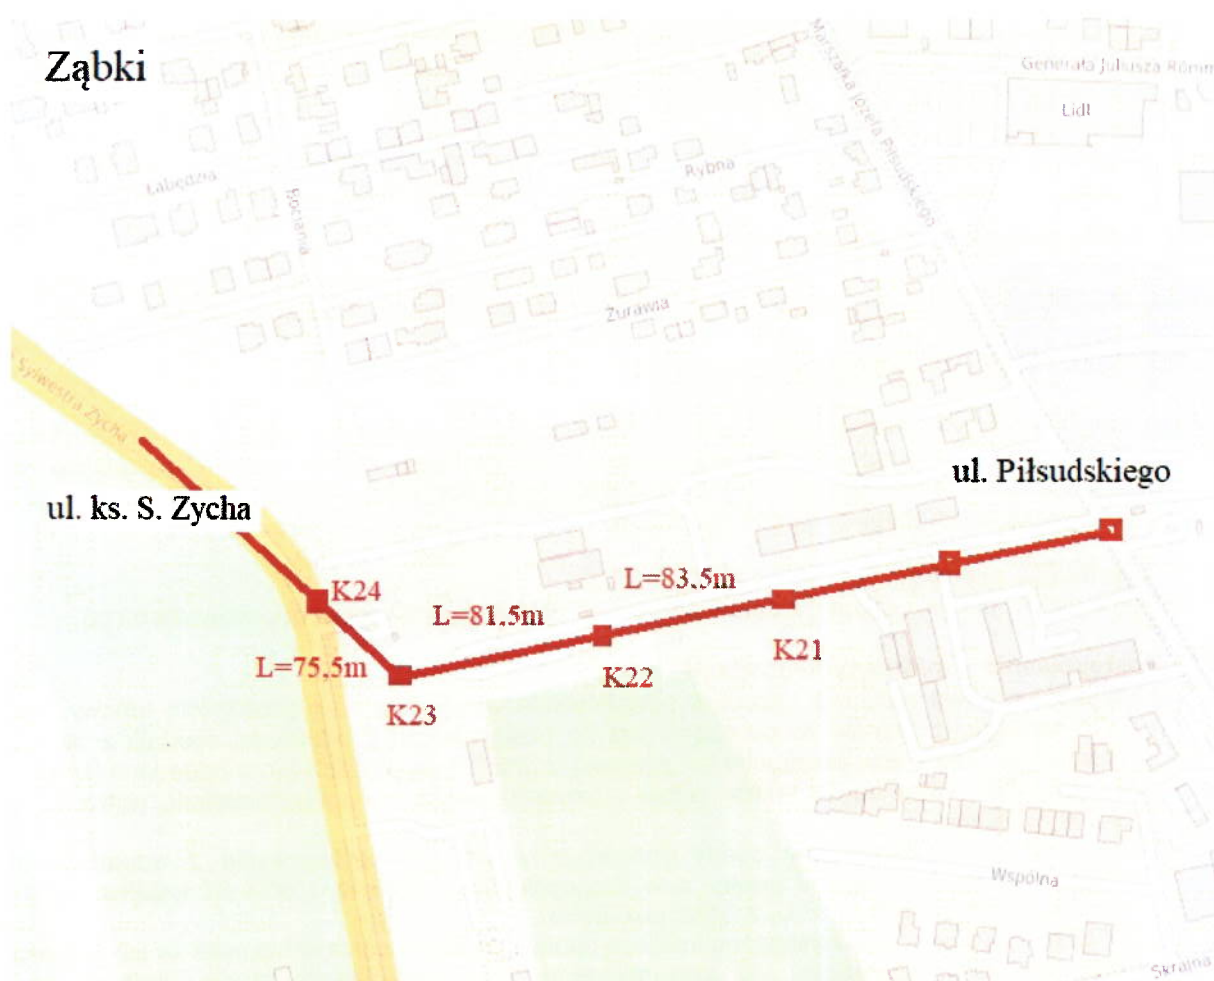 Ząbki
Generała Juliusza Rómm
Lidl
Marszałka Józefa Piłsudskiego
Rybna
Łabędzia
Bociania
Żurawia
Sylwestra Zycha
ul. Piłsudskiego
ul. ks. S. Zycha
L=83.5m
K24
L=81.5m
K21
L=75,5m
K22
K23
Wspólna
Skrajna